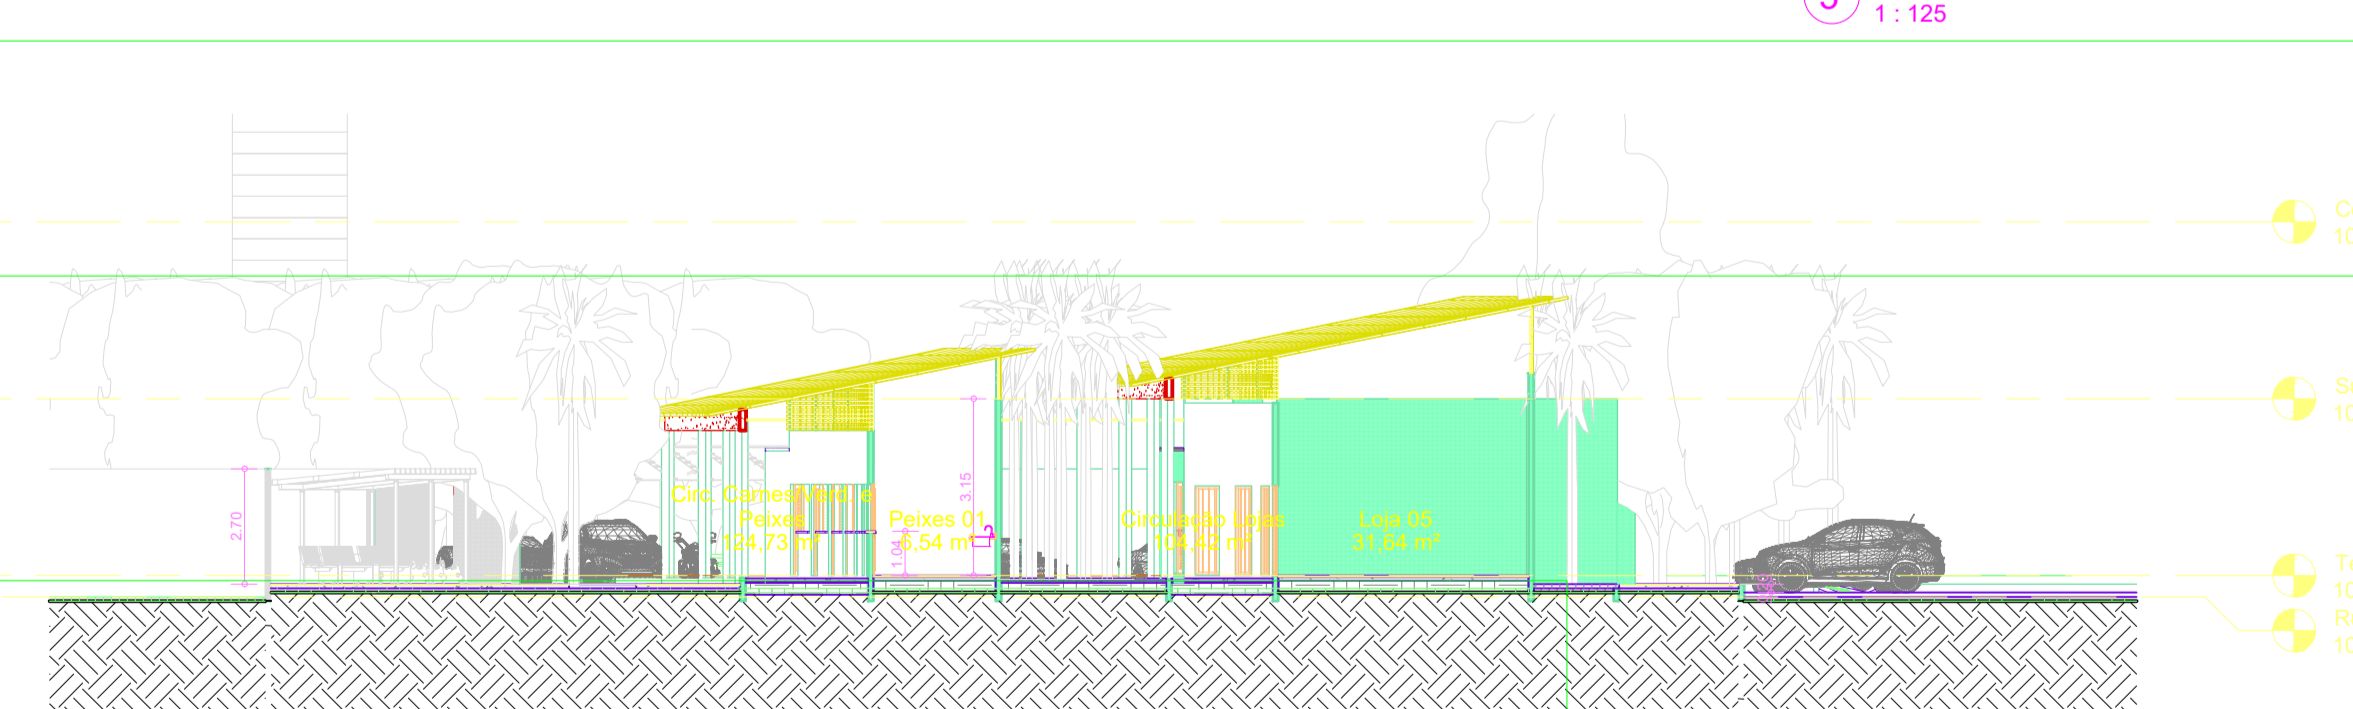 1 : 125
2.70
Circ. Carnes/Verd. e
Peixes
124,73 m²
1.04
Peixes 01
6,54 m²
3.15
Circulação Lojas
104,42 m²
Loja 05
31,64 m²